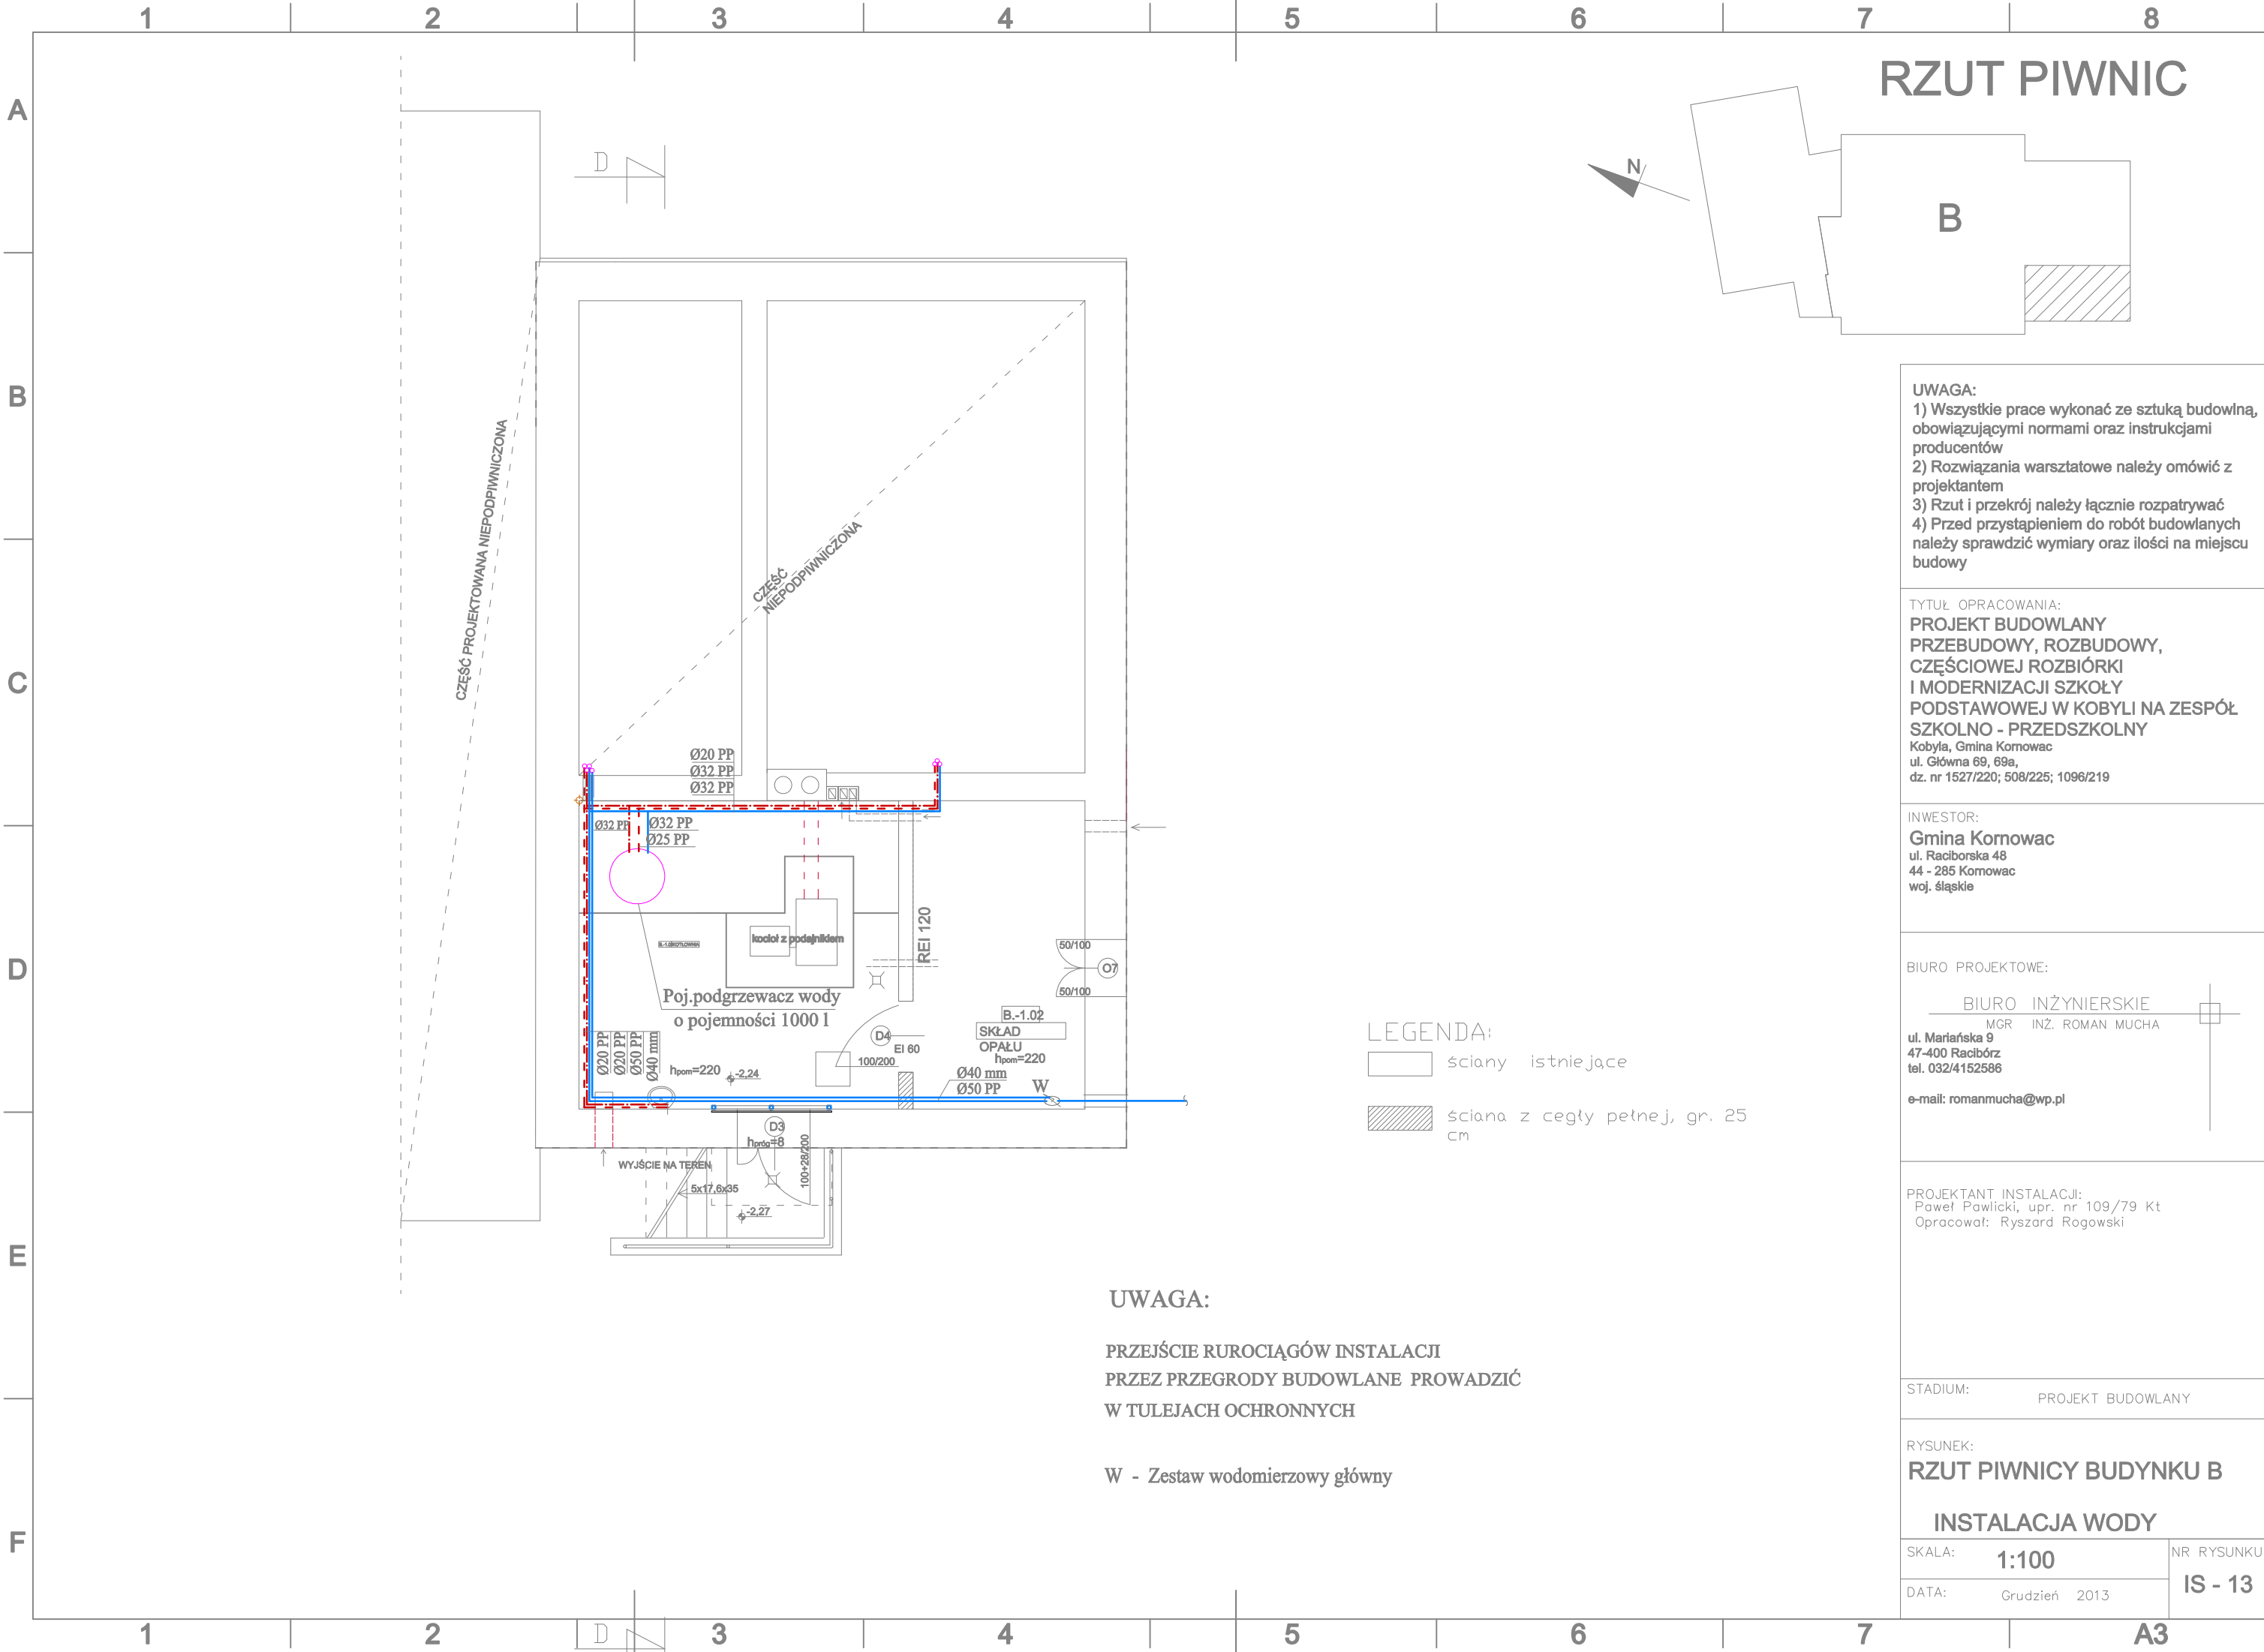 1 2 3 4 5 6 7 8
A
B
C
D
E
F
RZUT PIWNIC
N
B
D
CZĘŚĆ PROJEKTOWANA NIEPODPIWNICZONA
CZĘŚĆ
NIEPODPIWNICZONA
Ø20 PP
Ø32 PP
Ø32 PP
Ø32 PP
Ø32 PP
Ø25 PP
kocioł z podajnikiem
REI 120
50/100
O7
50/100
Poj.podgrzewacz wody
o pojemności 1000 l
B.-1.02
SKŁAD
OPAŁU
hpom=220
D4
EI 60
100/200
Ø20 PP
Ø20 PP
Ø50 PP
Ø40 mm
hpom=220
-2,24
Ø40 mm
Ø50 PP
W
D3
hpróg=8
100+28/200
WYJŚCIE NA TEREN
5x17,6x35
-2,27
LEGENDA:
ściany istniejące
ściana z cegły pełnej, gr. 25
cm
UWAGA:
PRZEJŚCIE RUROCIĄGÓW INSTALACJI
PRZEZ PRZEGRODY BUDOWLANE PROWADZIĆ
W TULEJACH OCHRONNYCH
W - Zestaw wodomierzowy główny
UWAGA:
1) Wszystkie prace wykonać ze sztuką budowlną,
obowiązującymi normami oraz instrukcjami
producentów
2) Rozwiązania warsztatowe należy omówić z
projektantem
3) Rzut i przekrój należy łącznie rozpatrywać
4) Przed przystąpieniem do robót budowlanych
należy sprawdzić wymiary oraz ilości na miejscu
budowy
TYTUŁ OPRACOWANIA:
PROJEKT BUDOWLANY
PRZEBUDOWY, ROZBUDOWY,
CZĘŚCIOWEJ ROZBIÓRKI
I MODERNIZACJI SZKOŁY
PODSTAWOWEJ W KOBYLI NA ZESPÓŁ
SZKOLNO - PRZEDSZKOLNY
Kobyla, Gmina Kornowac
ul. Główna 69, 69a,
dz. nr 1527/220; 508/225; 1096/219
INWESTOR:
Gmina Kornowac
ul. Raciborska 48
44 - 285 Kornowac
woj. śląskie
BIURO PROJEKTOWE:
BIURO INŻYNIERSKIE
MGR INŻ. ROMAN MUCHA
ul. Mariańska 9
47-400 Racibórz
tel. 032/4152586
e-mail: romanmucha@wp.pl
PROJEKTANT INSTALACJI:
Paweł Pawlicki, upr. nr 109/79 Kt
Opracował: Ryszard Rogowski
STADIUM: PROJEKT BUDOWLANY
RYSUNEK:
RZUT PIWNICY BUDYNKU B
INSTALACJA WODY
SKALA: 1:100
NR RYSUNKU
IS - 13
DATA: Grudzień 2013
D
1 2 3 4 5 6 7 A3